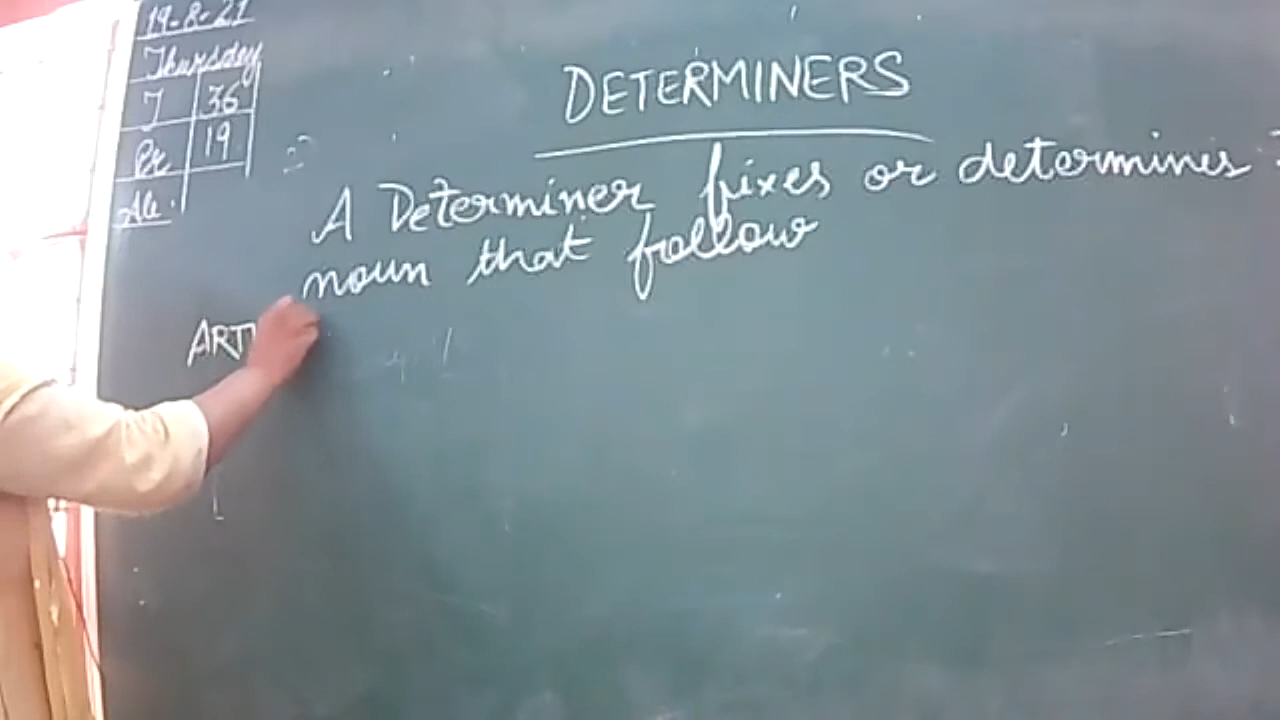 19-8-21
Thursday
T 36
Pr 19
Ab.
DETERMINERS
A Determiner fixes or determines
noun that follow
ART